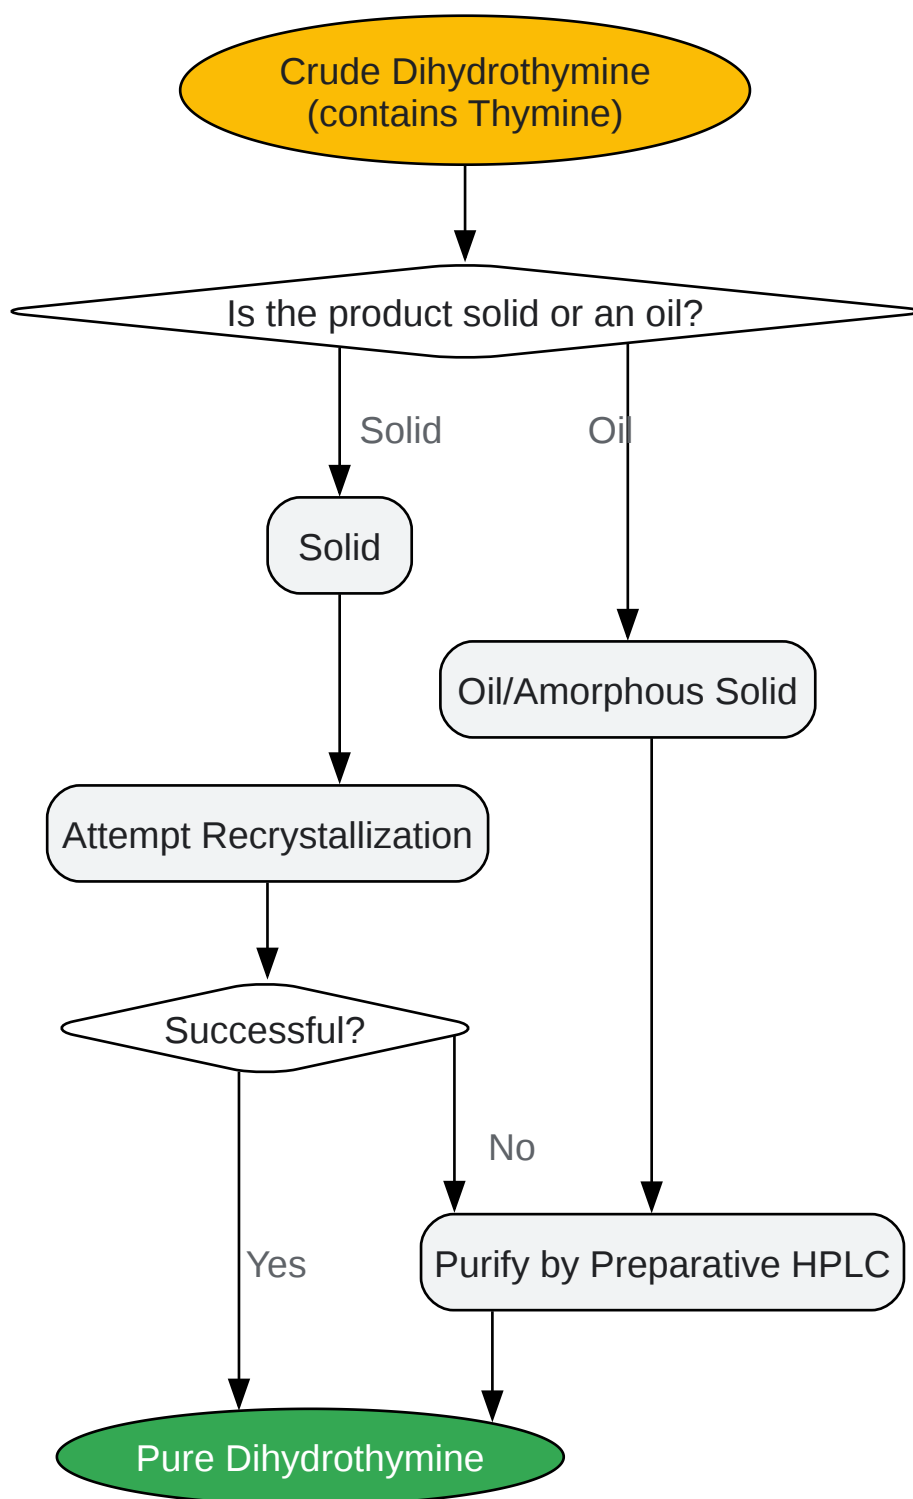 Crude Dihydrothymine
(contains Thymine)
Is the product solid or an oil?
Solid
Oil
Solid
Oil/Amorphous Solid
Attempt Recrystallization
Successful?
No
Yes
Purify by Preparative HPLC
Pure Dihydrothymine